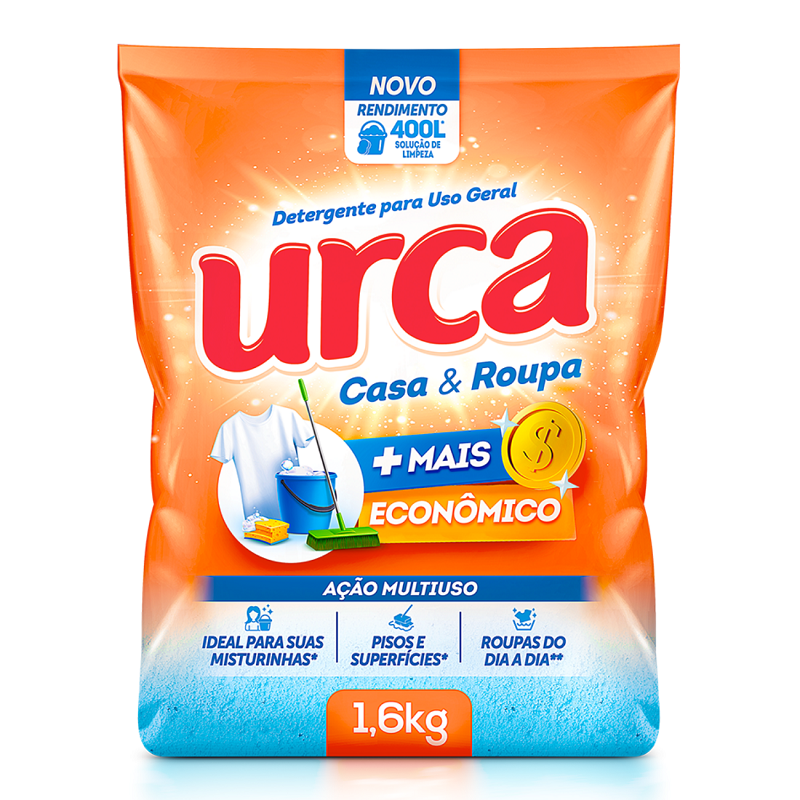 NOVO
RENDIMENTO
400L*
SOLUÇÃO DE
LIMPEZA
Detergente para Uso Geral
urca
Casa & Roupa
+ MAIS
ECONÔMICO
AÇÃO MULTIUSO
IDEAL PARA SUAS
MISTURINHAS*
PISOS E
SUPERFÍCIES*
ROUPAS DO
DIA A DIA**
1,6kg